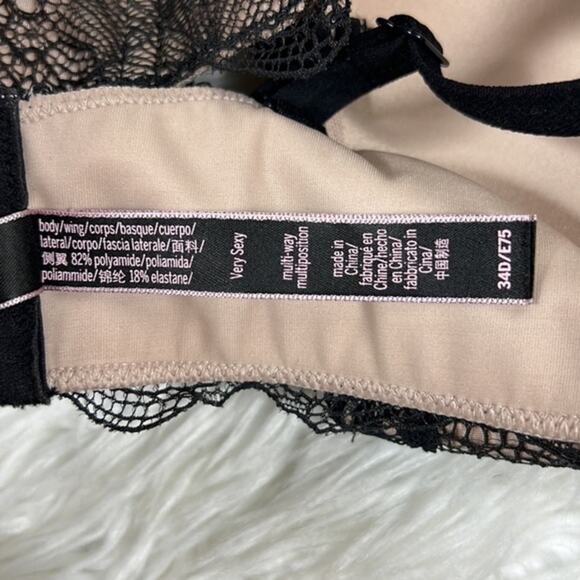 body/wing/corps/basque/cuerpo/
lateral/corpo/fascia laterale/面料/
侧翼 82% polyamide/poliamida/
poliammide/锦纶 18% elastane/
Very Sexy
multi-way
multiposition
made in
China/
fabriqué en
Chine/hecho
en China/
fabbricato in
Cina/
中国制造
34D/E75